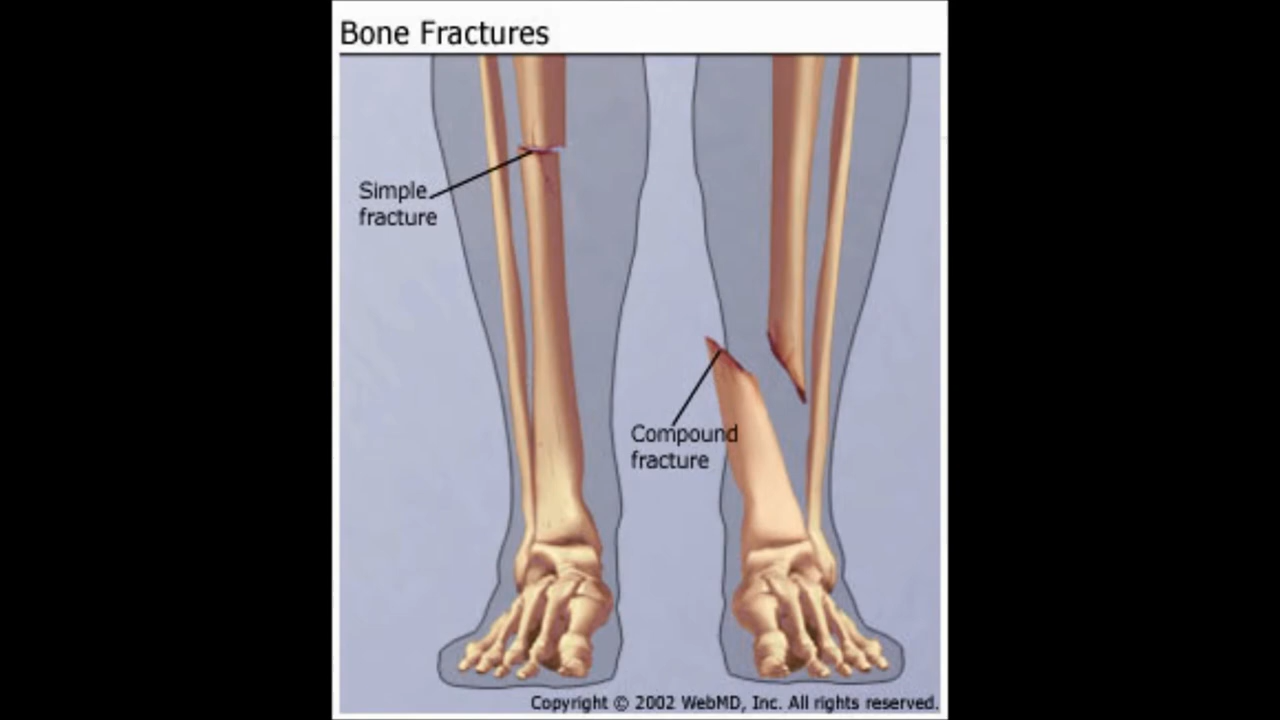 Bone Fractures
Simple
fracture
Compound
fracture
Copyright © 2002 WebMD, Inc. All rights reserved.